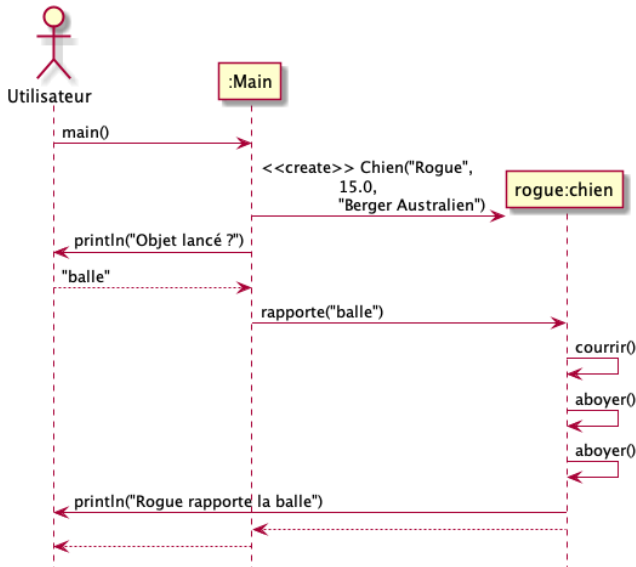 Utilisateur
:Main
main()
<<create>> Chien("Rogue",
15.0,
"Berger Australien")
rogue:chien
println("Objet lancé ?")
"balle"
rapporte("balle")
courrir()
aboyer()
aboyer()
println("Rogue rapporte la balle")